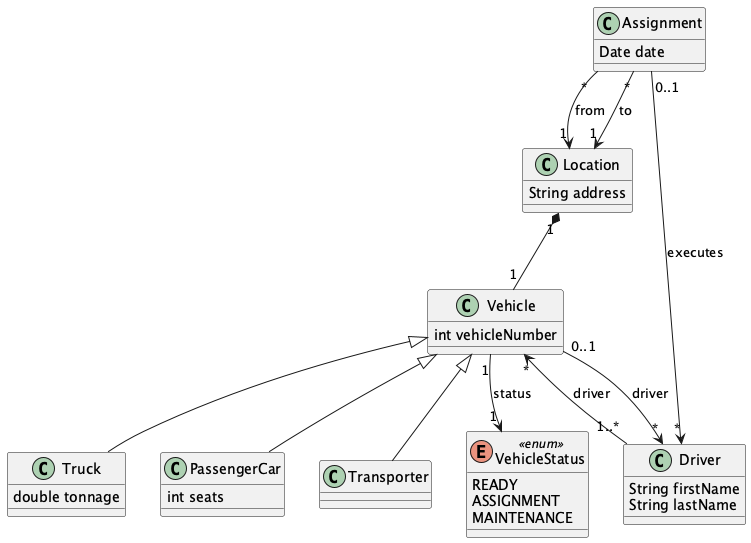 C Assignment
Date date
* * 0..1
from to
1 1
C Location
String address
executes
1
1
C Vehicle
int vehicleNumber
0..1
1 *
status driver driver
1 1..* * *
C Truck
double tonnage
C PassengerCar
int seats
C Transporter
E «enum»
VehicleStatus
READY
ASSIGNMENT
MAINTENANCE
C Driver
String firstName
String lastName